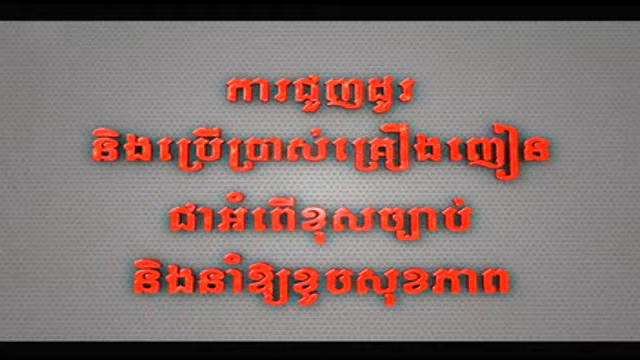 ការជួញដូរ
និងប្រើប្រាស់គ្រឿងញៀន
ជាអំពើខុសច្បាប់
និងនាំឱ្យខូចសុខភាព